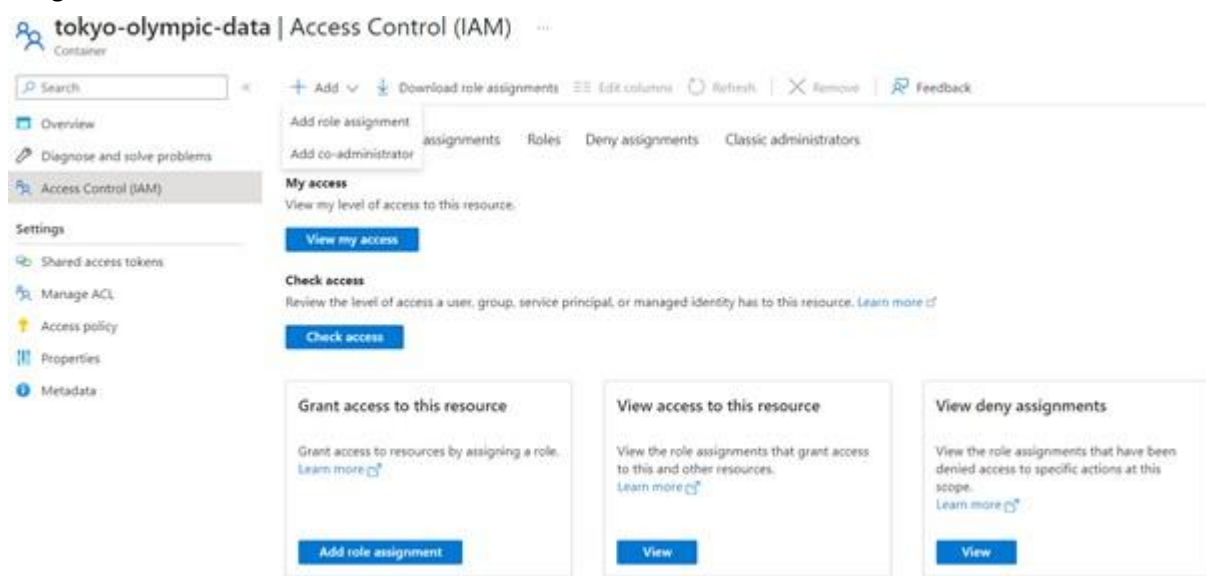 tokyo-olympic-data | Access Control (IAM) ...
Container
Search «
+ Add Download role assignments Edit columns Refresh | Remove | Feedback
Add role assignment
Add co-administrator
assignments Roles Deny assignments Classic administrators
Overview
Diagnose and solve problems
Access Control (IAM)
Settings
Shared access tokens
Manage ACL
Access policy
Properties
Metadata
My access
View my level of access to this resource.
View my access
Check access
Review the level of access a user, group, service principal, or managed identity has to this resource. Learn more
Check access
Grant access to this resource
Grant access to resources by assigning a role.
Learn more
Add role assignment
View access to this resource
View the role assignments that grant access
to this and other resources.
Learn more
View
View deny assignments
View the role assignments that have been
denied access to specific actions at this
scope.
Learn more
View